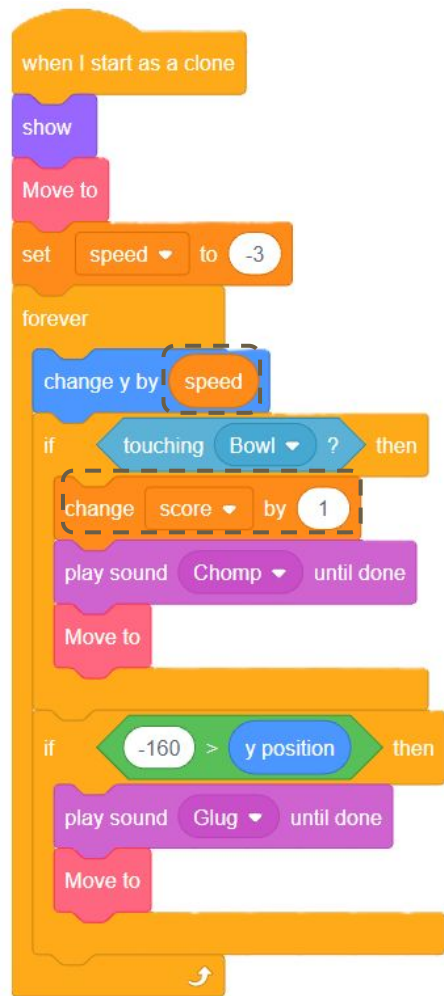 when I start as a clone
show
Move to
set speed to -3
forever
change y by speed
if touching Bowl ? then
change score by 1
play sound Chomp until done
Move to
if -160 > y position then
play sound Glug until done
Move to